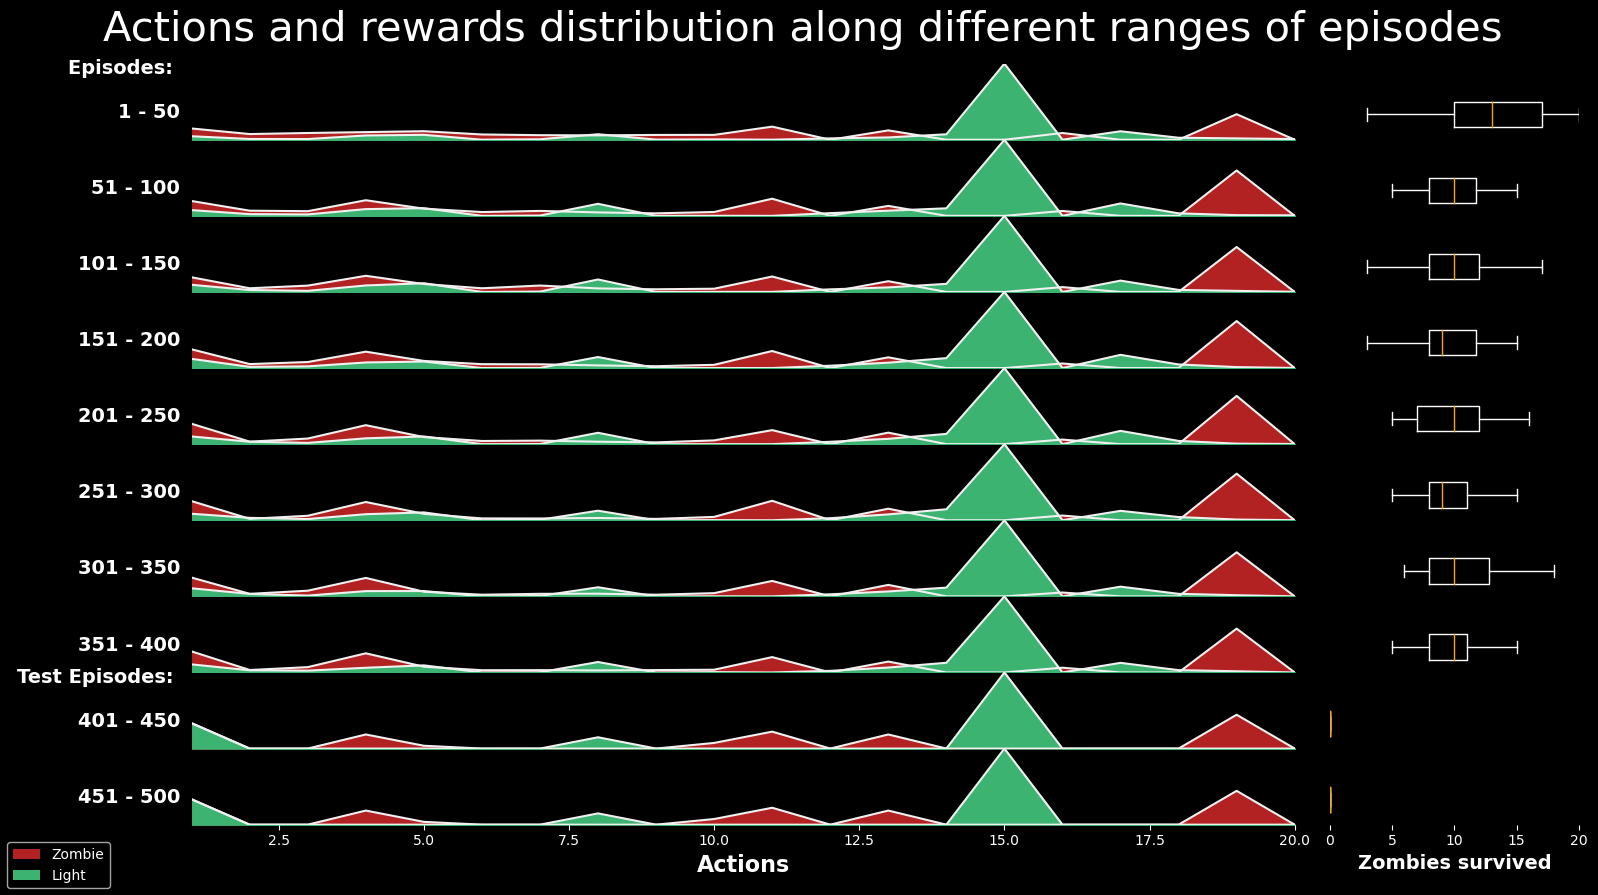 Actions and rewards distribution along different ranges of episodes
Episodes:
1 - 50
51 - 100
101 - 150
151 - 200
201 - 250
251 - 300
301 - 350
351 - 400
Test Episodes:
401 - 450
451 - 500
2.5 5.0 7.5 10.0 12.5 15.0 17.5 20.0
0 5 10 15 20
Actions
Zombies survived
Zombie
Light